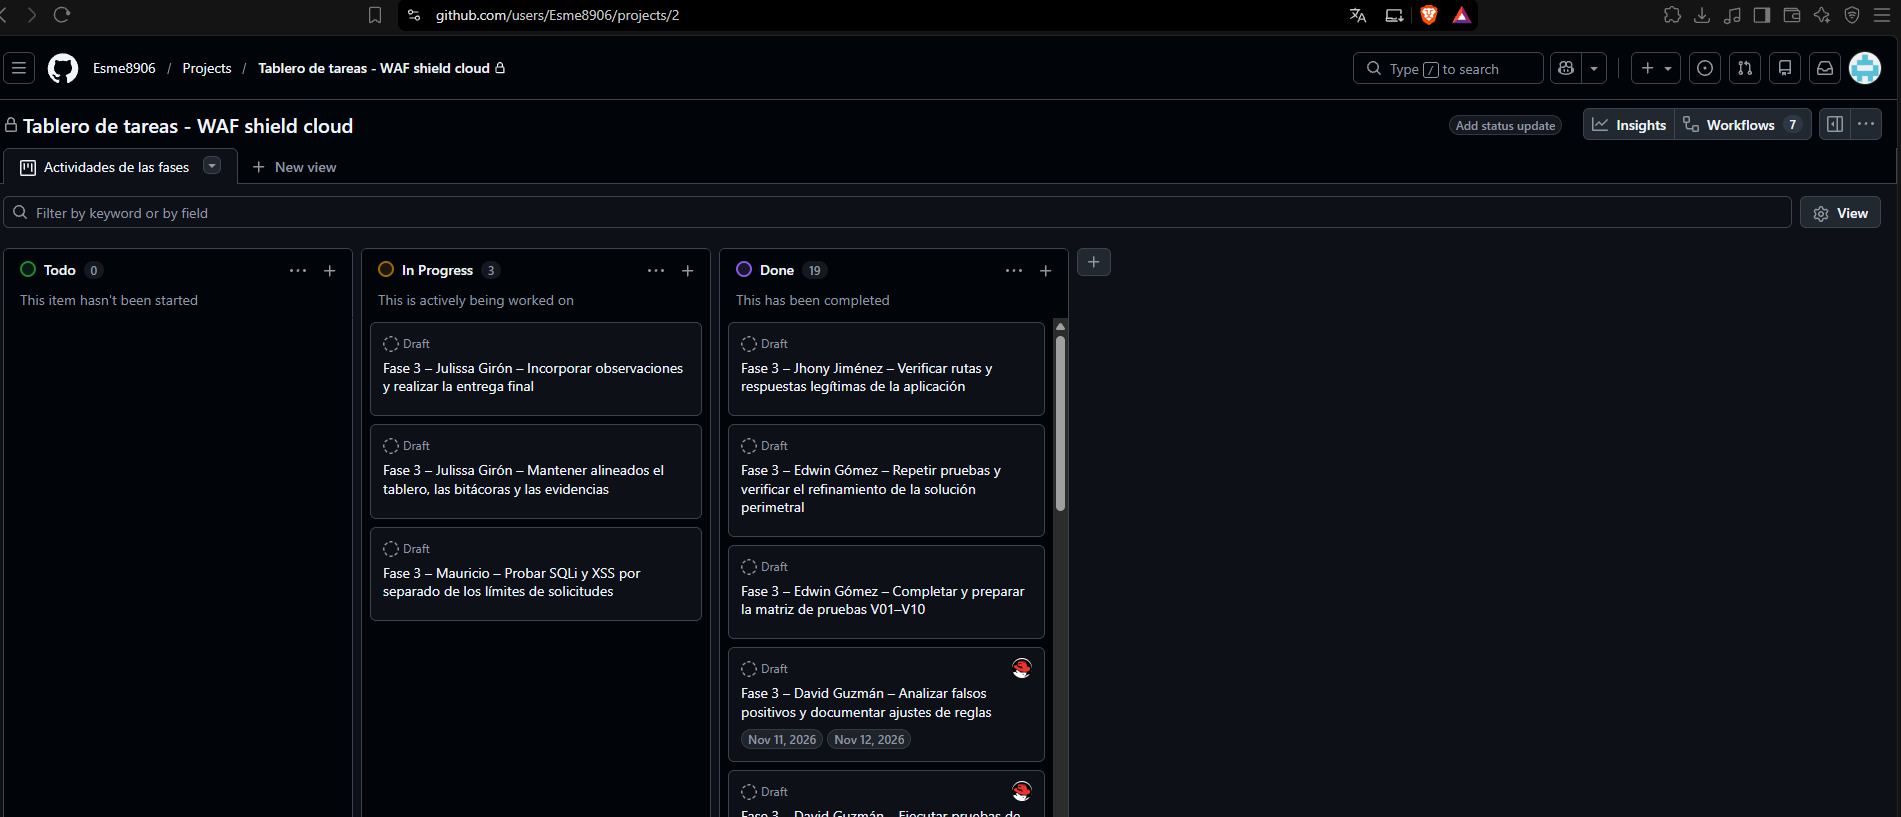 github.com/users/Esme8906/projects/2
Esme8906 / Projects / Tablero de tareas - WAF shield cloud
Type / to search
Tablero de tareas - WAF shield cloud
Add status update
Insights
Workflows 7
Actividades de las fases
New view
Filter by keyword or by field
View
Todo 0
This item hasn't been started
In Progress 3
This is actively being worked on
Draft
Fase 3 – Julissa Girón – Incorporar observaciones
y realizar la entrega final
Draft
Fase 3 – Julissa Girón – Mantener alineados el
tablero, las bitácoras y las evidencias
Draft
Fase 3 – Mauricio – Probar SQLi y XSS por
separado de los límites de solicitudes
Done 19
This has been completed
Draft
Fase 3 – Jhony Jiménez – Verificar rutas y
respuestas legítimas de la aplicación
Draft
Fase 3 – Edwin Gómez – Repetir pruebas y
verificar el refinamiento de la solución
perimetral
Draft
Fase 3 – Edwin Gómez – Completar y preparar
la matriz de pruebas V01–V10
Draft
Fase 3 – David Guzmán – Analizar falsos
positivos y documentar ajustes de reglas
Nov 11, 2026 Nov 12, 2026
Draft
Fase 3 – David Guzmán – Ejecutar pruebas de